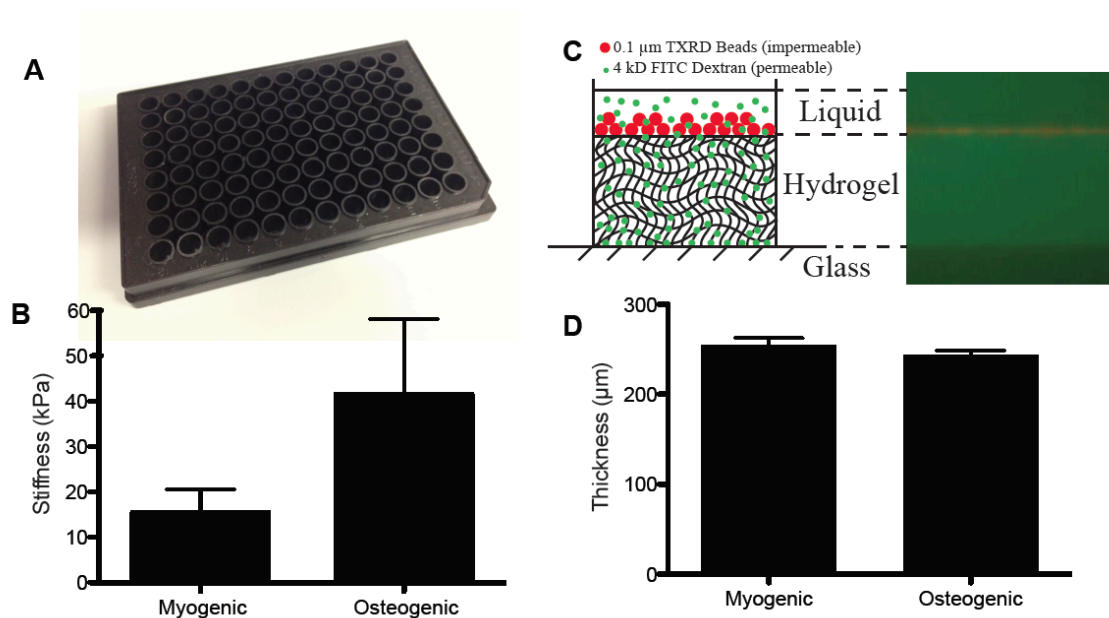 A
C
0.1 µm TXRD Beads (impermeable)
4 kD FITC Dextran (permeable)
Liquid
Hydrogel
Glass
B
Stiffness (kPa)
60
50
40
30
20
10
0
Myogenic
Osteogenic
D
Thickness (µm)
300
200
100
0
Myogenic
Osteogenic